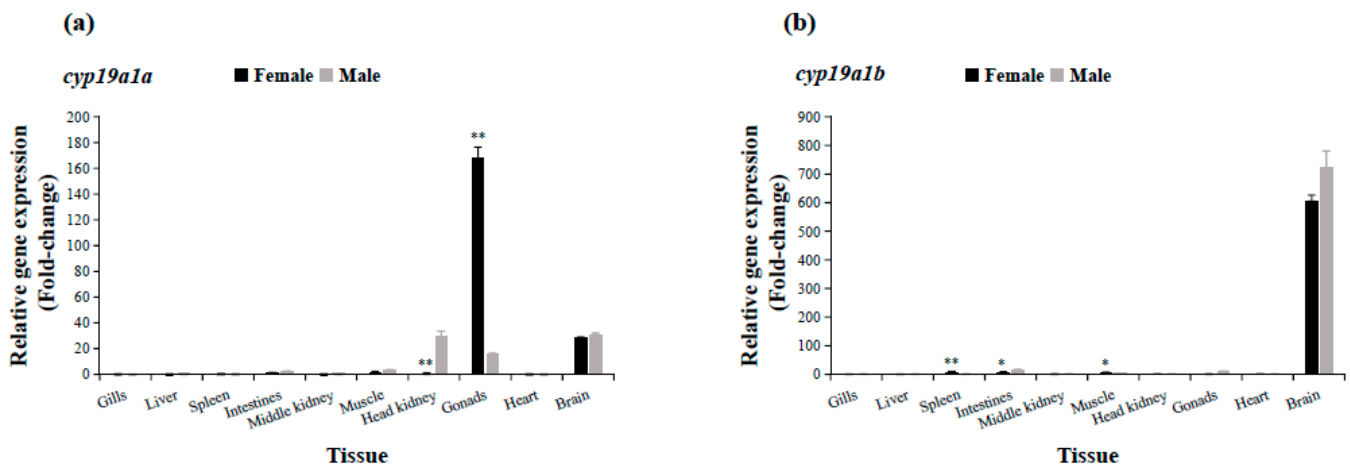 (a)
cyp19a1a
Female
Male
Relative gene expression
(Fold-change)
200
180
160
140
120
100
80
60
40
20
0
**
**
Gills
Liver
Spleen
Intestines
Middle kidney
Muscle
Head kidney
Gonads
Heart
Brain
Tissue
(b)
cyp19a1b
Female
Male
Relative gene expression
(Fold-change)
900
800
700
600
500
400
300
200
100
0
**
*
*
Gills
Liver
Spleen
Intestines
Middle kidney
Muscle
Head kidney
Gonads
Heart
Brain
Tissue